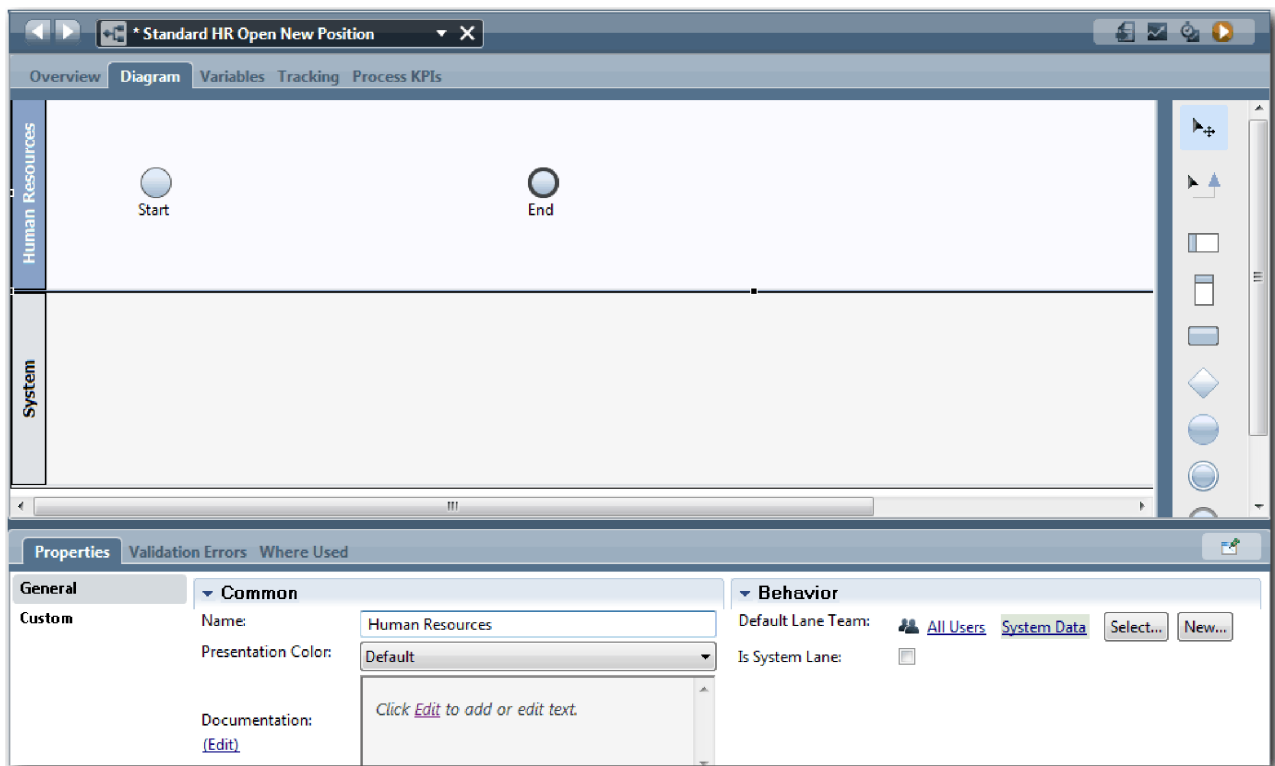 * Standard HR Open New Position
Overview Diagram Variables Tracking Process KPIs
Human Resources
Start
End
System
Properties Validation Errors Where Used
General
Custom
Common
Name: Human Resources
Presentation Color: Default
Documentation:
(Edit)
Click Edit to add or edit text.
Behavior
Default Lane Team: All Users System Data Select... New...
Is System Lane: